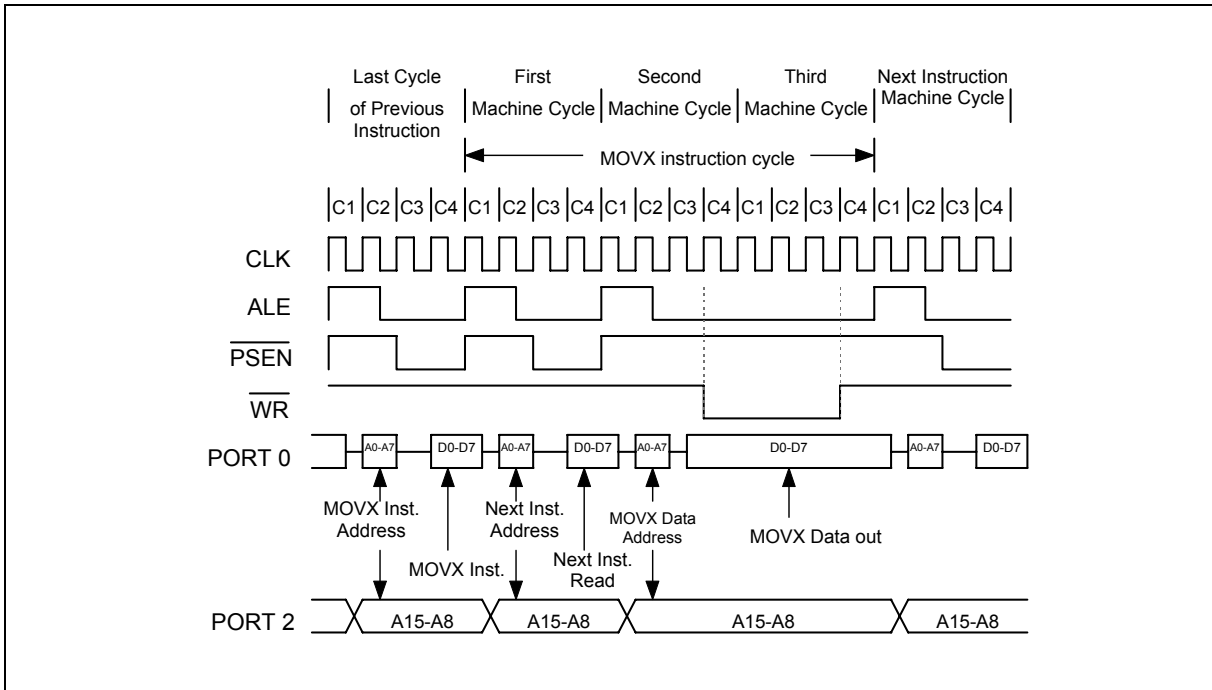 Last Cycle
of Previous
Instruction
First
Machine Cycle
Second
Machine Cycle
Third
Machine Cycle
Next Instruction
Machine Cycle
MOVX instruction cycle
C1 C2 C3 C4 C1 C2 C3 C4 C1 C2 C3 C4 C1 C2 C3 C4 C1 C2 C3 C4
CLK
ALE
PSEN
WR
PORT 0
A0-A7 D0-D7 A0-A7 D0-D7 A0-A7 D0-D7 A0-A7 D0-D7
MOVX Inst.
Address
MOVX Inst.
Next Inst.
Address
Next Inst.
Read
MOVX Data
Address
MOVX Data out
PORT 2
A15-A8 A15-A8 A15-A8 A15-A8